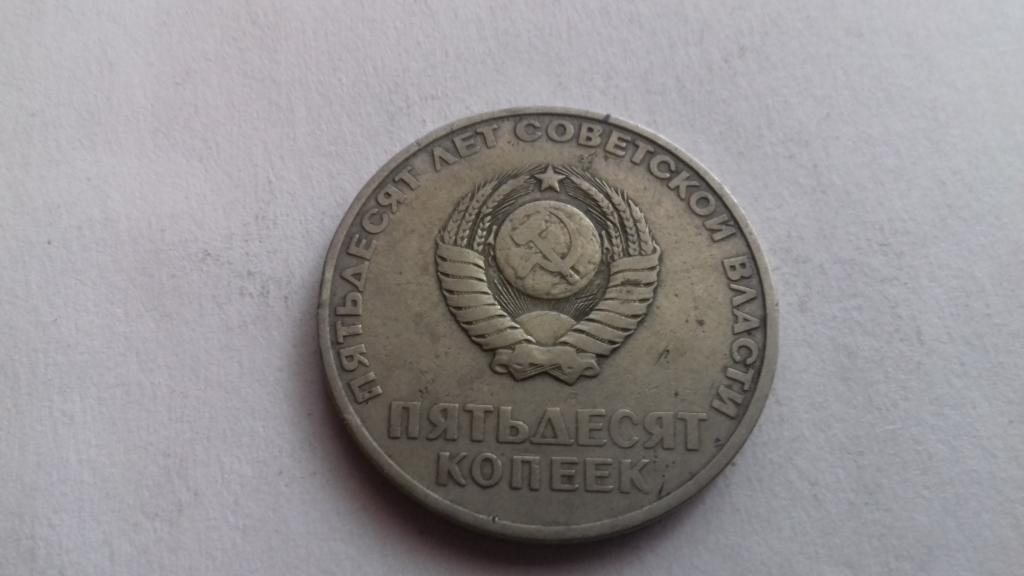 ПЯТЬДЕСЯТ ЛЕТ СОВЕТСКОЙ ВЛАСТИ
ПЯТЬДЕСЯТ
КОПЕЕК